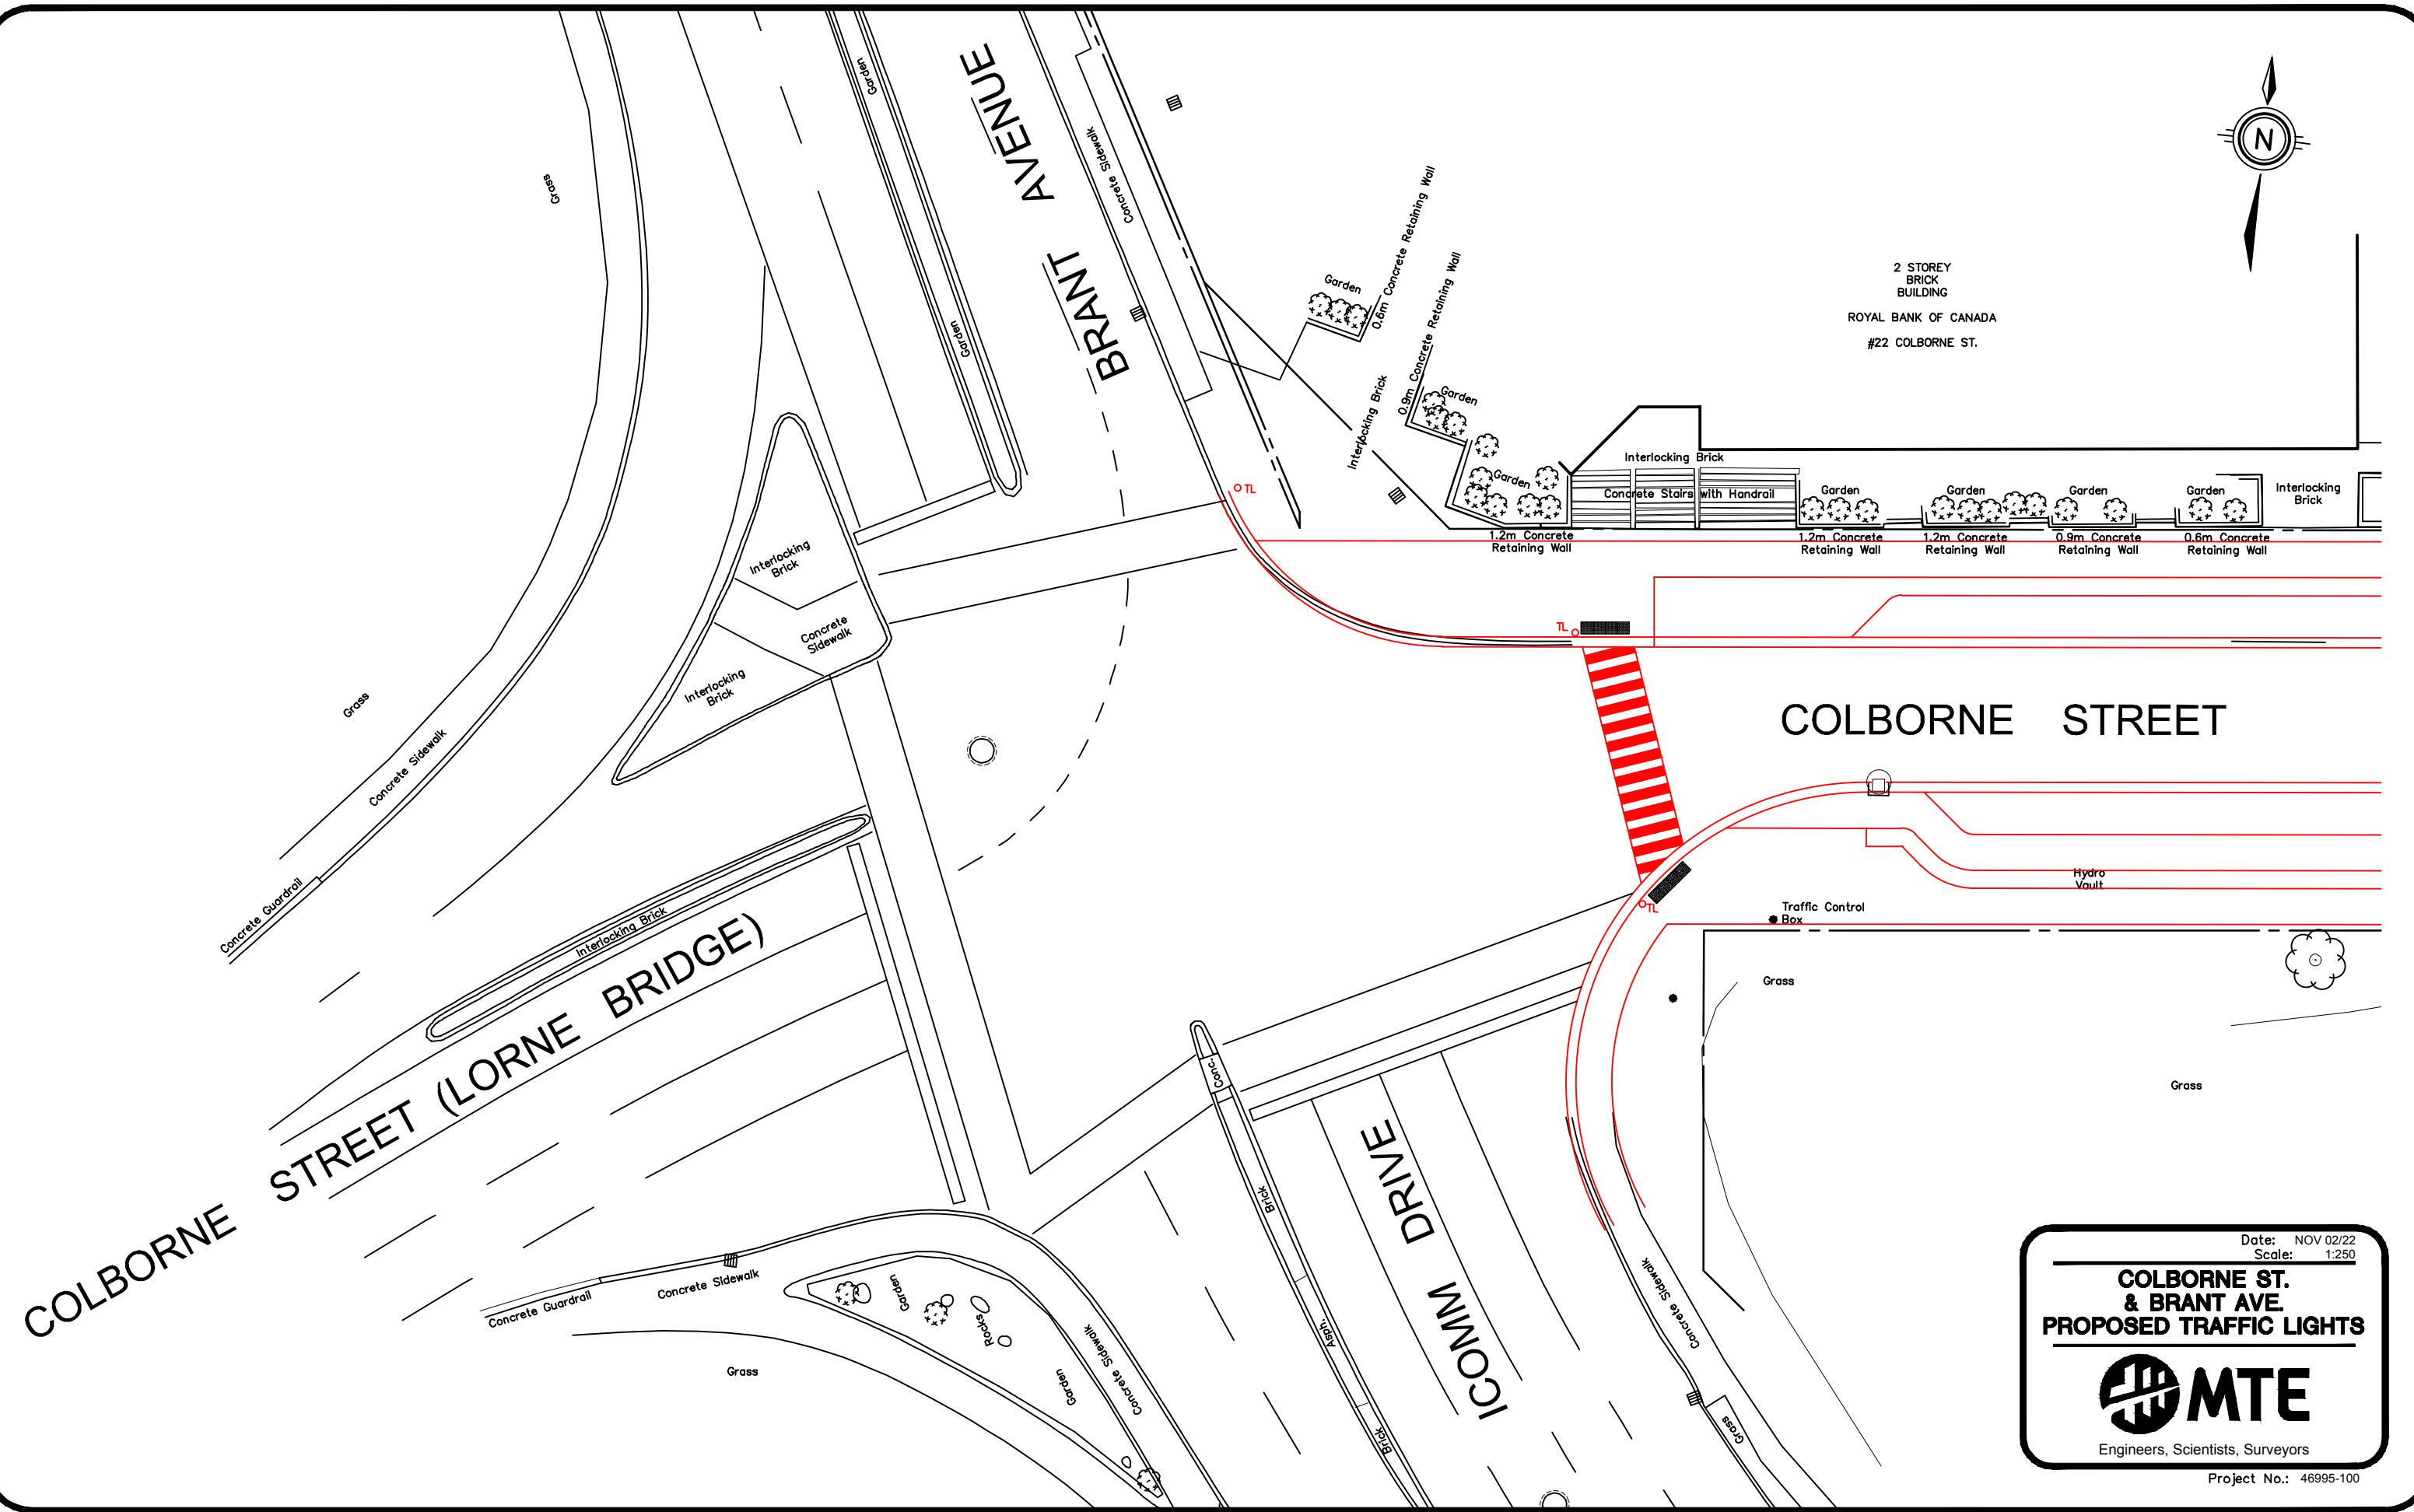 Garden
BRANT AVENUE
Concrete Sidewalk
Grass
Garden
Garden
0.6m Concrete Retaining Wall
0.9m Concrete Retaining Wall
Interlocking Brick
Garden
Garden
N
2 STOREY
BRICK
BUILDING
ROYAL BANK OF CANADA
#22 COLBORNE ST.
Interlocking Brick
Concrete Stairs with Handrail
Garden
Garden
Garden
Garden
Interlocking
Brick
TL
1.2m Concrete
Retaining Wall
1.2m Concrete
Retaining Wall
1.2m Concrete
Retaining Wall
0.9m Concrete
Retaining Wall
0.6m Concrete
Retaining Wall
Interlocking
Brick
Concrete
Sidewalk
Interlocking
Brick
TL
COLBORNE STREET
Grass
Concrete Sidewalk
Concrete Guardrail
Interlocking Brick
COLBORNE STREET (LORNE BRIDGE)
Hydro
Vault
TL
Traffic Control
Box
Grass
Grass
Conc.
Brick
Asph.
Brick
ICOMM DRIVE
Concrete Sidewalk
Grass
Concrete Guardrail
Concrete Sidewalk
Garden
Rocks
Garden
Concrete Sidewalk
Grass
Date: NOV 02/22
Scale: 1:250
COLBORNE ST.
& BRANT AVE.
PROPOSED TRAFFIC LIGHTS
MTE
Engineers, Scientists, Surveyors
Project No.: 46995-100